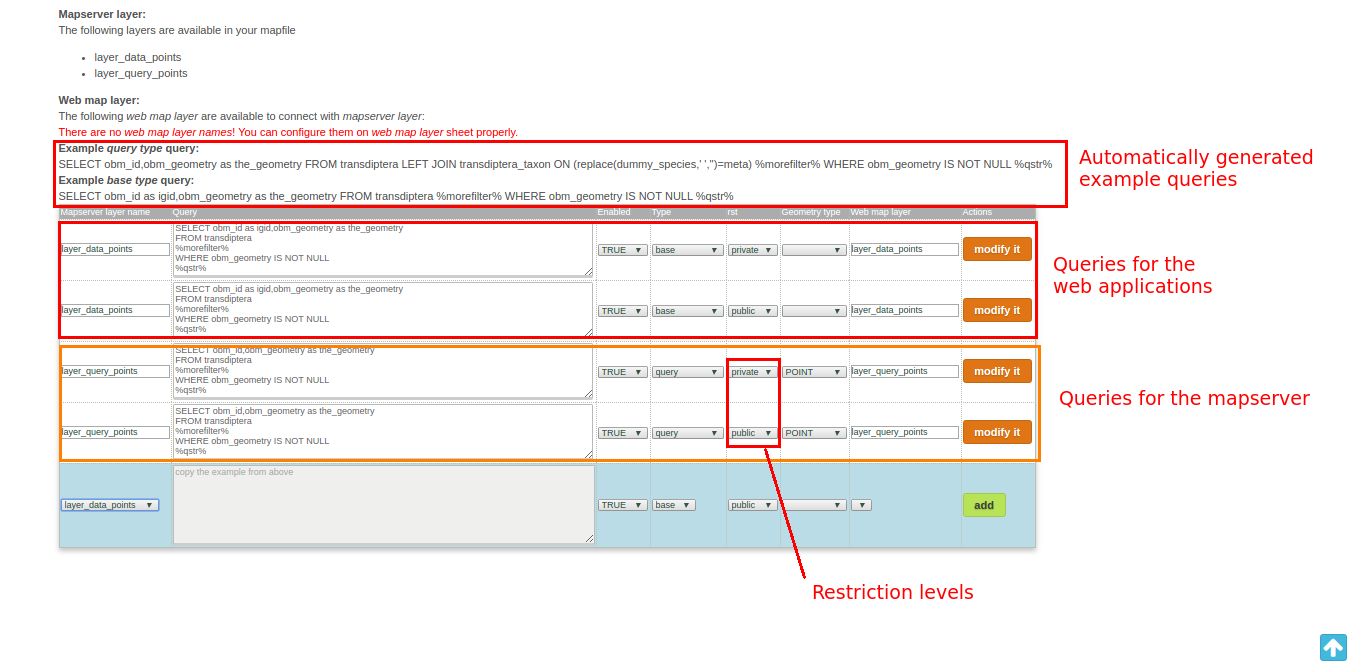 Mapserver layer:
The following layers are available in your mapfile
layer_data_points
layer_query_points
Web map layer:
The following web map layer are available to connect with mapserver layer:
There are no web map layer names! You can configure them on web map layer sheet properly.
Example query type query:
SELECT obm_id,obm_geometry as the_geometry FROM transdiptera LEFT JOIN transdiptera_taxon ON (replace(dummy_species,' ','')=meta) %morefilter% WHERE obm_geometry IS NOT NULL %qstr%
Example base type query:
SELECT obm_id as igid,obm_geometry as the_geometry FROM transdiptera %morefilter% WHERE obm_geometry IS NOT NULL %qstr%
Automatically generated
example queries
Mapserver layer name Query Enabled Type rst Geometry type Web map layer Actions
SELECT obm_id as igid,obm_geometry as the_geometry
FROM transdiptera
%morefilter%
WHERE obm_geometry IS NOT NULL
%qstr%
layer_data_points TRUE base private layer_data_points modify it
SELECT obm_id as igid,obm_geometry as the_geometry
FROM transdiptera
%morefilter%
WHERE obm_geometry IS NOT NULL
%qstr%
layer_data_points TRUE base public layer_data_points modify it
Queries for the
web applications
SELECT obm_id,obm_geometry as the_geometry
FROM transdiptera
%morefilter%
WHERE obm_geometry IS NOT NULL
%qstr%
layer_query_points TRUE query private POINT layer_query_points modify it
SELECT obm_id,obm_geometry as the_geometry
FROM transdiptera
%morefilter%
WHERE obm_geometry IS NOT NULL
%qstr%
layer_query_points TRUE query public POINT layer_query_points modify it
Queries for the mapserver
copy the example from above
layer_data_points TRUE base public add
Restriction levels